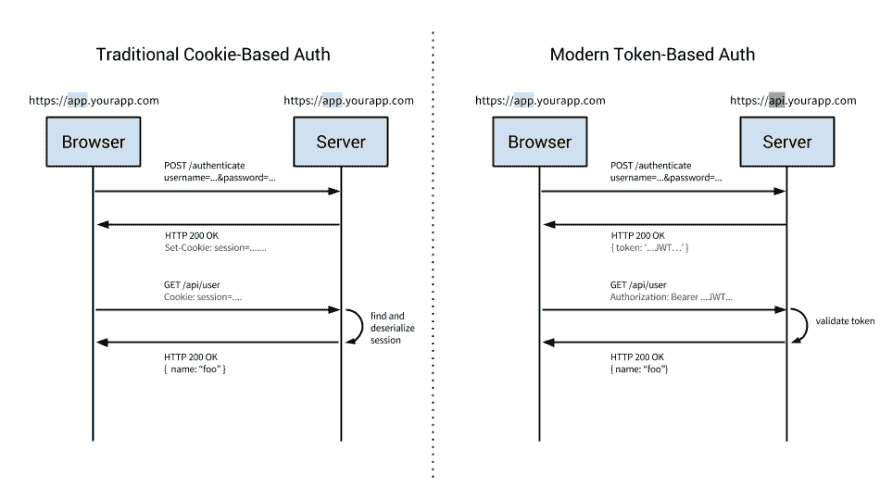 Traditional Cookie-Based Auth
https://app.yourapp.com
https://app.yourapp.com
Browser
Server
POST /authenticate
username=...&password=...
HTTP 200 OK
Set-Cookie: session=.......
GET /api/user
Cookie: session=....
find and
deserialize
session
HTTP 200 OK
{ name: “foo” }
Modern Token-Based Auth
https://app.yourapp.com
https://api.yourapp.com
Browser
Server
POST /authenticate
username=...&password=...
HTTP 200 OK
{ token: ‘...JWT...’ }
GET /api/user
Authorization: Bearer ...JWT...
validate token
HTTP 200 OK
{ name: “foo”}